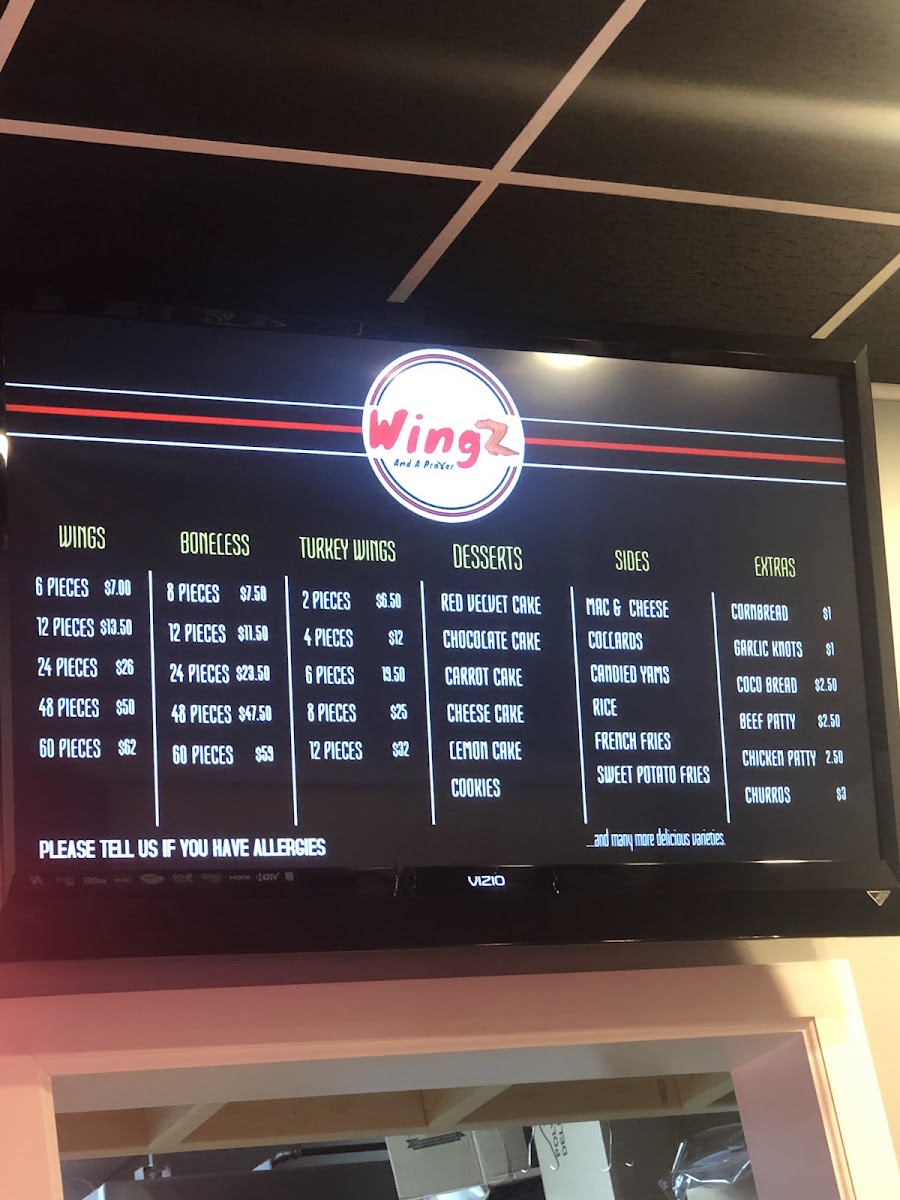 WingZ
And A Prayer
WINGS
6 PIECES $7.00
12 PIECES $13.50
24 PIECES $26
48 PIECES $50
60 PIECES $62
BONELESS
8 PIECES $7.50
12 PIECES $11.50
24 PIECES $23.50
48 PIECES $47.50
60 PIECES $59
TURKEY WINGS
2 PIECES $6.50
4 PIECES $12
6 PIECES 19.50
8 PIECES $25
12 PIECES $32
DESSERTS
RED VELVET CAKE
CHOCOLATE CAKE
CARROT CAKE
CHEESE CAKE
LEMON CAKE
COOKIES
SIDES
MAC & CHEESE
COLLARDS
CANDIED YAMS
RICE
FRENCH FRIES
SWEET POTATO FRIES
...and many more delicious varieties.
EXTRAS
CORNBREAD $1
GARLIC KNOTS $1
COCO BREAD $2.50
BEEF PATTY $2.50
CHICKEN PATTY 2.50
CHURROS $3
PLEASE TELL US IF YOU HAVE ALLERGIES
VIZIO